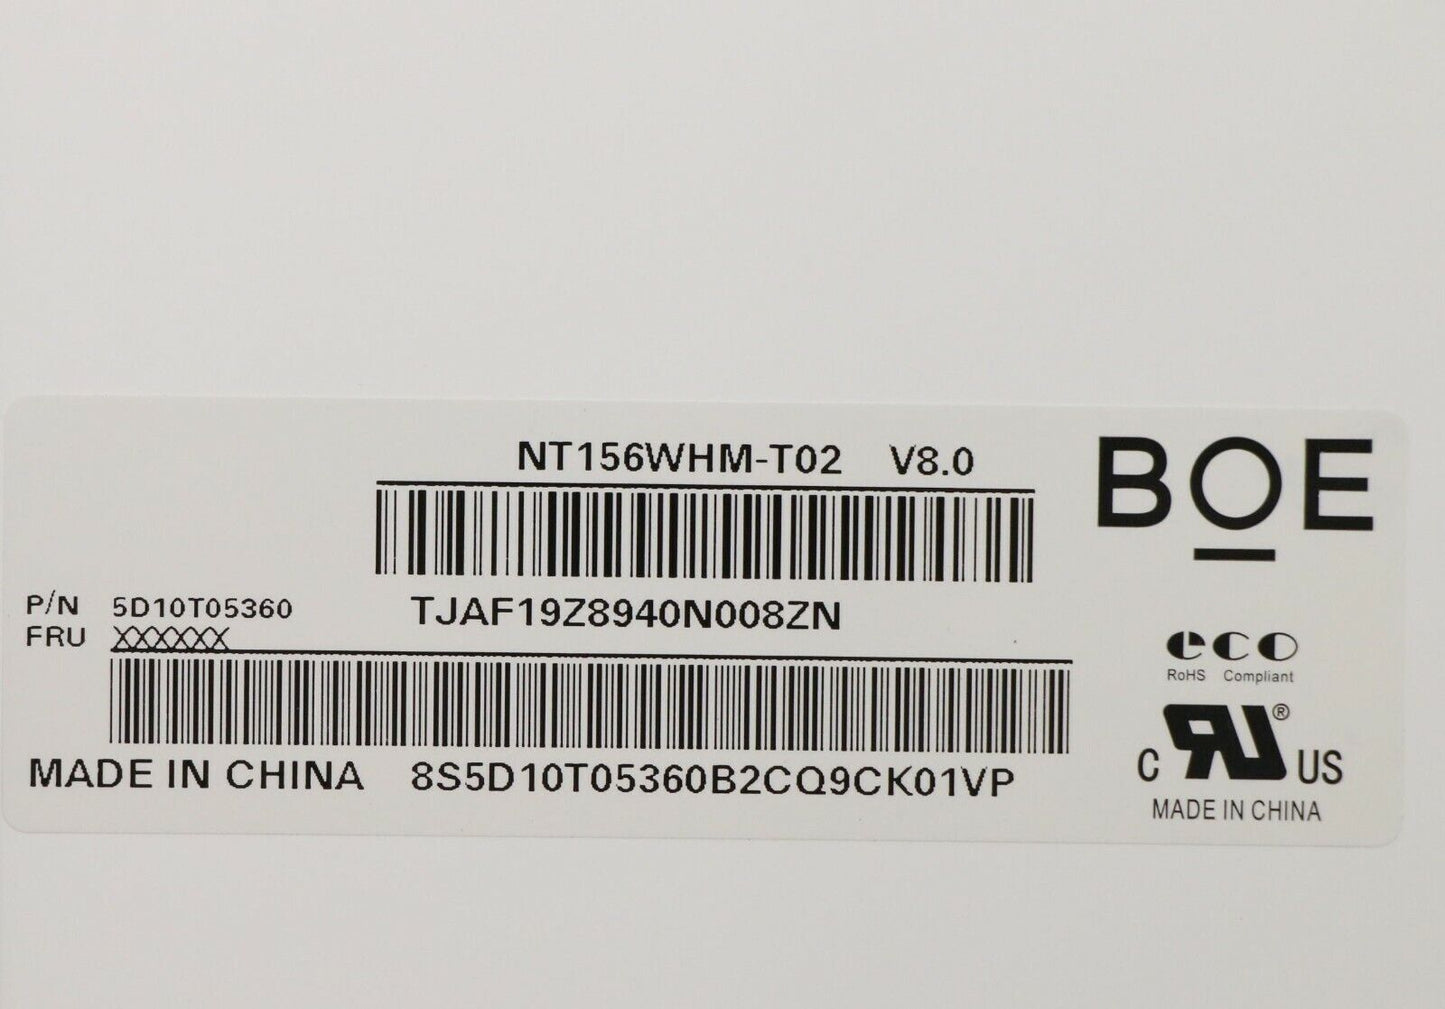 NT156WHM-T02 V8.0
BOE
P/N 5D10T05360
TJAF19Z8940N008ZN
FRU XXXXXX
eco
RoHS Compliant
MADE IN CHINA 8S5D10T05360B2CQ9CK01VP
C RU ® US
MADE IN CHINA